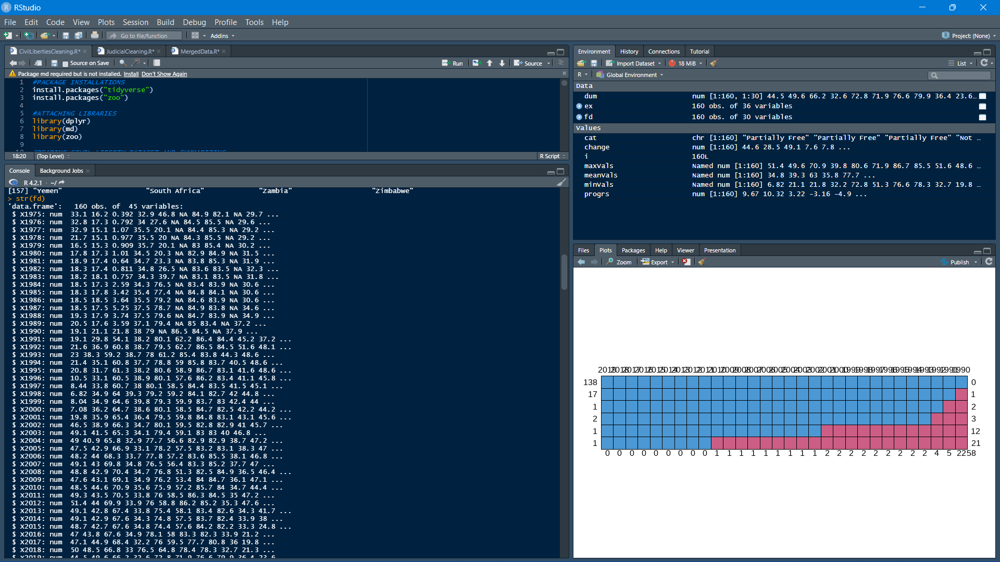 RStudio
File Edit Code View Plots Session Build Debug Profile Tools Help
Go to file/function Addins Project: (None)
CivilLibertiesCleaning.R* JudicialCleaning.R* MergedData.R*
Source on Save Run Source
Package md required but is not installed. Install Don't Show Again
1 #PACKAGE INSTALLATIONS
2 install.packages("tidyverse")
3 install.packages("zoo")
4
5 #ATTACHING LIBRARIES
6 library(dplyr)
7 library(md)
8 library(zoo)
9
18:20 (Top Level) R Script
Console Background Jobs
R 4.2.1 · ~/
[157] "Yemen" "South Africa" "Zambia" "Zimbabwe"
> str(fd)
'data.frame': 160 obs. of 45 variables:
$ X1975: num 33.1 16.2 0.392 32.9 46.8 NA 84.9 82.1 NA 29.7 ...
$ X1976: num 32.8 17.3 0.792 34 27.6 NA 84.5 85.5 NA 29.6 ...
$ X1977: num 32.9 15.1 1.07 35.5 20.1 NA 84.4 85.3 NA 29.2 ...
$ X1978: num 21.7 15.1 0.977 35.5 20 NA 84.3 85.5 NA 29.2 ...
$ X1979: num 16.5 15.3 0.909 35.7 20.1 NA 83 85.4 NA 30.2 ...
$ X1980: num 17.8 17.3 1.01 34.5 20.3 NA 82.9 84.9 NA 31.5 ...
$ X1981: num 18.9 17.4 0.64 34.7 23.3 NA 83.8 85.3 NA 31.9 ...
$ X1982: num 18.3 17.4 0.811 34.8 26.5 NA 83.6 83.5 NA 32.3 ...
$ X1983: num 18.2 18.1 0.757 34.3 39.7 NA 83.1 83.5 NA 31.8 ...
$ X1984: num 18.5 17.3 2.59 34.3 76.5 NA 83.4 83.9 NA 30.6 ...
$ X1985: num 18.3 17.8 3.42 35.4 77.4 NA 84.8 84.1 NA 30.6 ...
$ X1986: num 18.5 18.5 3.64 35.5 79.2 NA 84.6 83.9 NA 30.6 ...
$ X1987: num 18.5 17.5 5.25 37.5 78.7 NA 84.9 83.8 NA 34.6 ...
$ X1988: num 19.3 17.9 3.74 37.5 79.6 NA 84.7 83.9 NA 34.9 ...
$ X1989: num 20.5 17.6 3.59 37.1 79.4 NA 85 83.4 NA 37.2 ...
$ X1990: num 19.1 21.1 21.8 38 79 NA 86.5 84.5 NA 37.9 ...
$ X1991: num 19.1 29.8 54.1 38.2 80.1 62.2 86.4 84.4 45.2 37.2 ...
$ X1992: num 21.6 36.9 60.8 38.7 79.5 62.7 86.5 84.5 51.6 48.1 ...
$ X1993: num 23 38.3 59.2 38.7 78 61.2 85.4 83.8 44.3 48.6 ...
$ X1994: num 21.4 35.1 60.8 37.7 78.8 59 85.8 83.7 40.5 48.6 ...
$ X1995: num 20.8 31.7 61.3 38.2 80.6 58.9 86.7 83.1 41.6 48.6 ...
$ X1996: num 10.5 33.1 60.5 38.9 80.1 57.6 86.2 83.4 41.1 45.8 ...
$ X1997: num 8.44 33.8 60.7 38 80.1 58.5 84.4 83.5 41.5 45.1 ...
$ X1998: num 6.82 34.9 64 39.3 79.2 59.2 84.1 82.7 42 44.8 ...
$ X1999: num 8.04 34.9 64.6 39.8 79.3 59.9 83.7 83 42.4 44 ...
$ X2000: num 7.08 36.2 64.7 38.6 80.1 58.5 84.7 82.5 42.2 44.2 ...
$ X2001: num 19.8 35.9 65.4 36.4 79.5 59.8 84.8 83.1 43.1 45.6 ...
$ X2002: num 46.5 38.9 66.3 34.7 80.1 59.5 82.8 82.9 41 45.7 ...
$ X2003: num 49.1 41.5 65.3 34.1 79.4 59.1 83 83 40 46.8 ...
$ X2004: num 49 40.9 65.8 32.9 77.7 56.6 82.9 82.9 38.7 47.2 ...
$ X2005: num 47.5 42.9 66.9 33.1 78.2 57.5 83.2 83.1 38.3 47 ...
$ X2006: num 48.2 44 68.3 33.7 77.8 57.2 83.6 85.5 38.1 46.8 ...
$ X2007: num 49.1 43 69.8 34.8 76.5 56.4 83.3 85.2 37.7 47 ...
$ X2008: num 48.8 42.9 70.4 34.7 76.8 51.3 82.5 84.9 36.5 46.4 ...
$ X2009: num 47.6 43.1 69.1 34.9 76.2 53.4 84 84.7 36.1 47.1 ...
$ X2010: num 48.5 44.6 70.9 35.6 75.9 57.2 85.7 84 34.7 44.4 ...
$ X2011: num 49.3 43.5 70.5 33.8 76 58.5 86.3 84.5 35 47.2 ...
$ X2012: num 51.4 44 69.9 33.9 76 58.8 86.2 85.2 35.3 47.6 ...
$ X2013: num 49.1 42.8 67.4 33.8 75.4 58.1 83.4 82.6 34.3 41.7 ...
$ X2014: num 49.1 42.9 67.6 34.3 74.8 57.5 83.7 82.4 33.9 38 ...
$ X2015: num 48.7 42.7 67.6 34.8 74.4 57.6 84.2 82.2 33.3 24.8 ...
$ X2016: num 47 43.8 67.6 34.9 78.1 58 83.3 82.3 33.9 21.2 ...
$ X2017: num 47.1 44.9 68.4 32.2 76 59.5 77.7 80.8 36 19.8 ...
$ X2018: num 50 48.5 66.8 33 76.5 64.8 78.4 78.3 32.7 21.3 ...
$ X2019: num 44.5 49.6 66.2 32.6 72.8 71.9 76.6 79.9 36.4 23.6
Environment History Connections Tutorial
Import Dataset 18 MiB List
R Global Environment
Data
dum num [1:160, 1:30] 44.5 49.6 66.2 32.6 72.8 71.9 76.6 79.9 36.4 23.6...
ex 160 obs. of 36 variables
fd 160 obs. of 30 variables
Values
cat chr [1:160] "Partially Free" "Partially Free" "Partially Free" "Not ...
change num [1:160] 44.6 28.5 49.1 7.6 7.8 ...
i 160L
maxVals Named num [1:160] 51.4 49.6 70.9 39.8 80.6 71.9 86.7 85.5 51.6 48.6 ...
meanVals Named num [1:160] 34.8 39.3 63 35.8 77.7 ...
minVals Named num [1:160] 6.82 21.1 21.8 32.2 72.8 51.3 76.6 78.3 32.7 19.8 ...
progrs num [1:160] 9.67 10.32 3.22 -3.16 -4.9 ...
Files Plots Packages Help Viewer Presentation
Zoom Export Publish
138 0
17 1
1 2
2 3
1 12
1 21
0 0 0 0 0 0 0 0 0 1 1 1 1 1 1 1 1 1 2 2 2 2 2 2 2 2 2 4 5 22 58